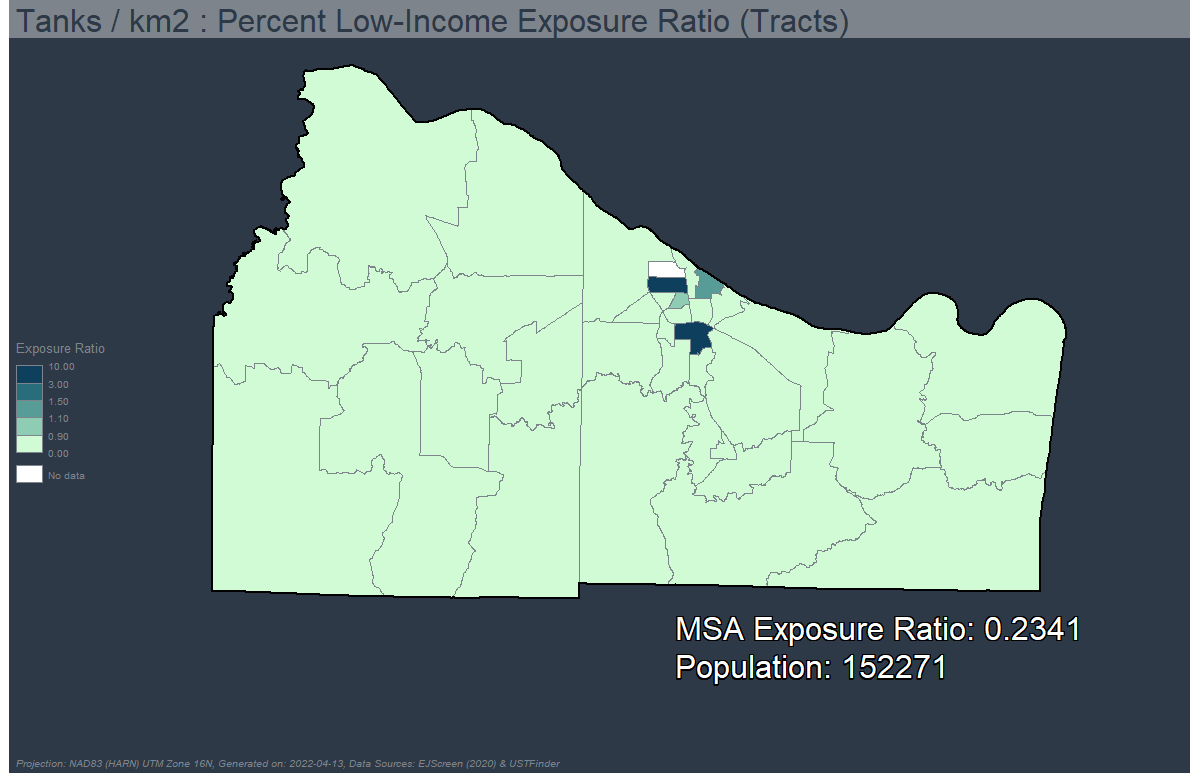 Tanks / km2 : Percent Low-Income Exposure Ratio (Tracts)
Exposure Ratio
10.00
3.00
1.50
1.10
0.90
0.00
No data
MSA Exposure Ratio: 0.2341
Population: 152271
Projection: NAD83 (HARN) UTM Zone 16N, Generated on: 2022-04-13, Data Sources: EJScreen (2020) & USTFinder